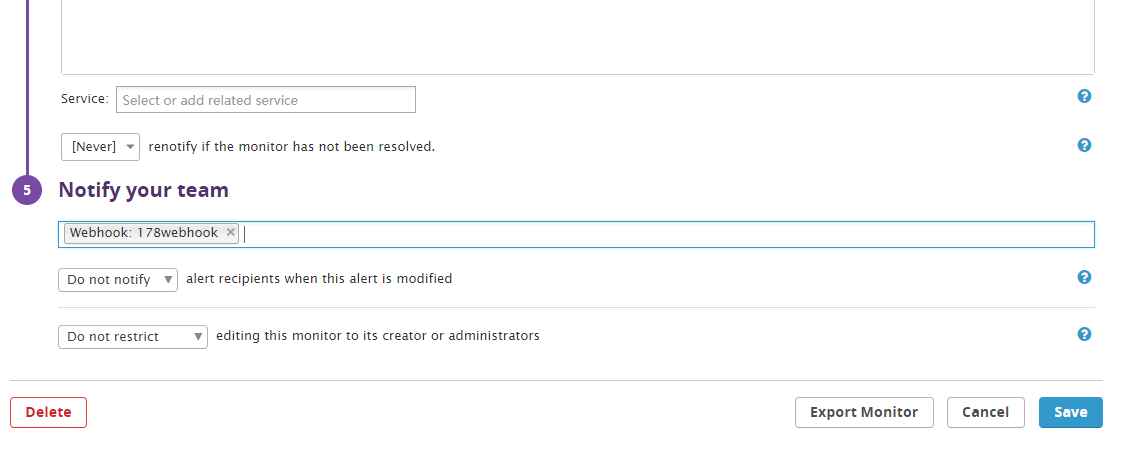 Service: Select or add related service
[Never] renotify if the monitor has not been resolved.
5 Notify your team
Webhook: 178webhook ×
Do not notify alert recipients when this alert is modified
Do not restrict editing this monitor to its creator or administrators
Delete Export Monitor Cancel Save